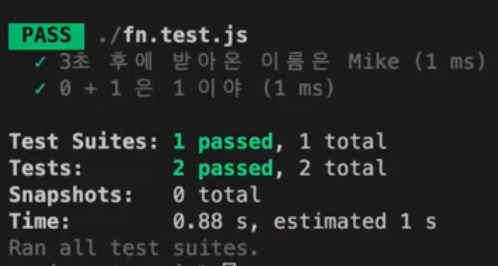 PASS ./fn.test.js
✓ 3초 후에 받아온 이름은 Mike (1 ms)
✓ 0 + 1 은 1 이야 (1 ms)
Test Suites: 1 passed, 1 total
Tests: 2 passed, 2 total
Snapshots: 0 total
Time: 0.88 s, estimated 1 s
Ran all test suites.